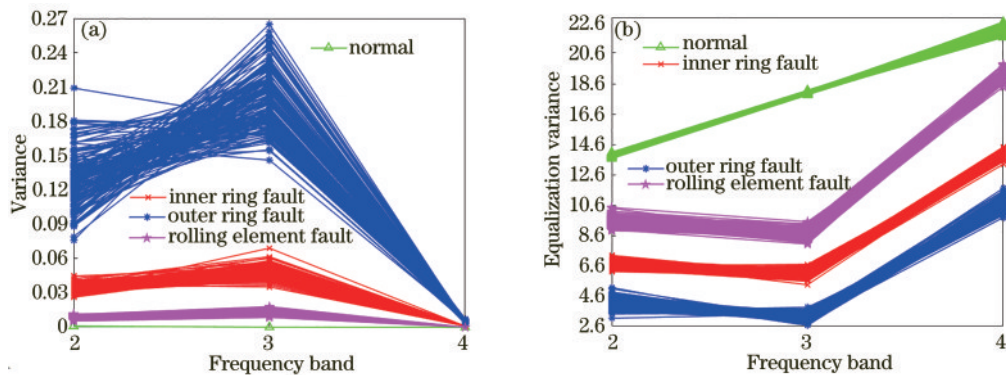 (a)
0.27
0.24
0.21
0.18
0.15
0.12
0.09
0.06
0.03
0
Variance
normal
inner ring fault
outer ring fault
rolling element fault
2 3 4
Frequency band
(b)
22.6
20.6
18.6
16.6
14.6
12.6
10.6
8.6
6.6
4.6
2.6
Equalization variance
normal
inner ring fault
outer ring fault
rolling element fault
2 3 4
Frequency band